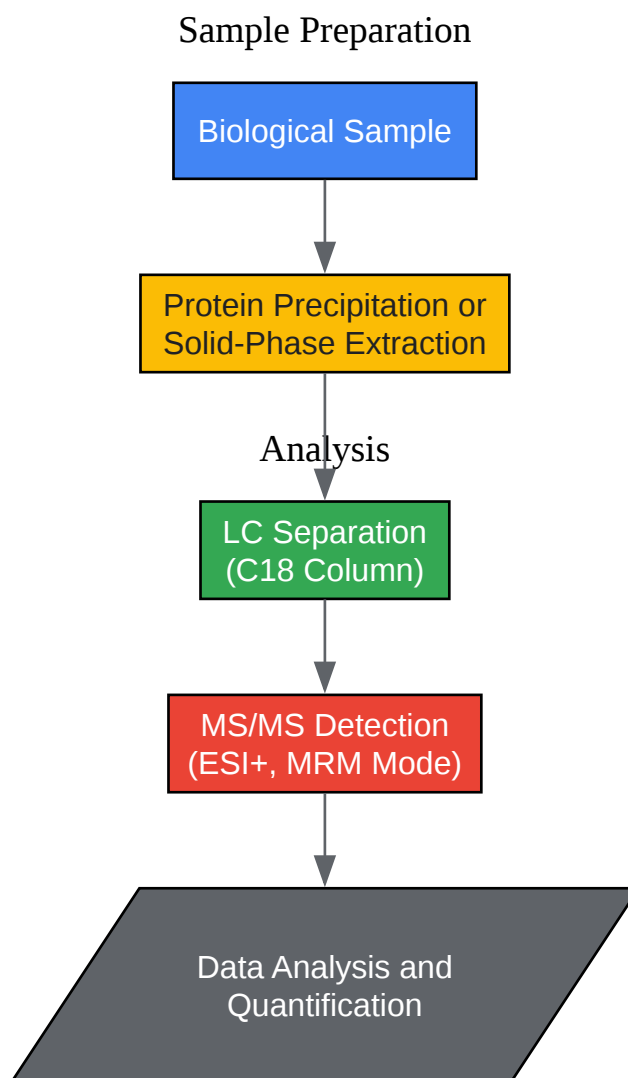 Sample Preparation
Biological Sample
Protein Precipitation or
Solid-Phase Extraction
Analysis
LC Separation
(C18 Column)
MS/MS Detection
(ESI+, MRM Mode)
Data Analysis and
Quantification